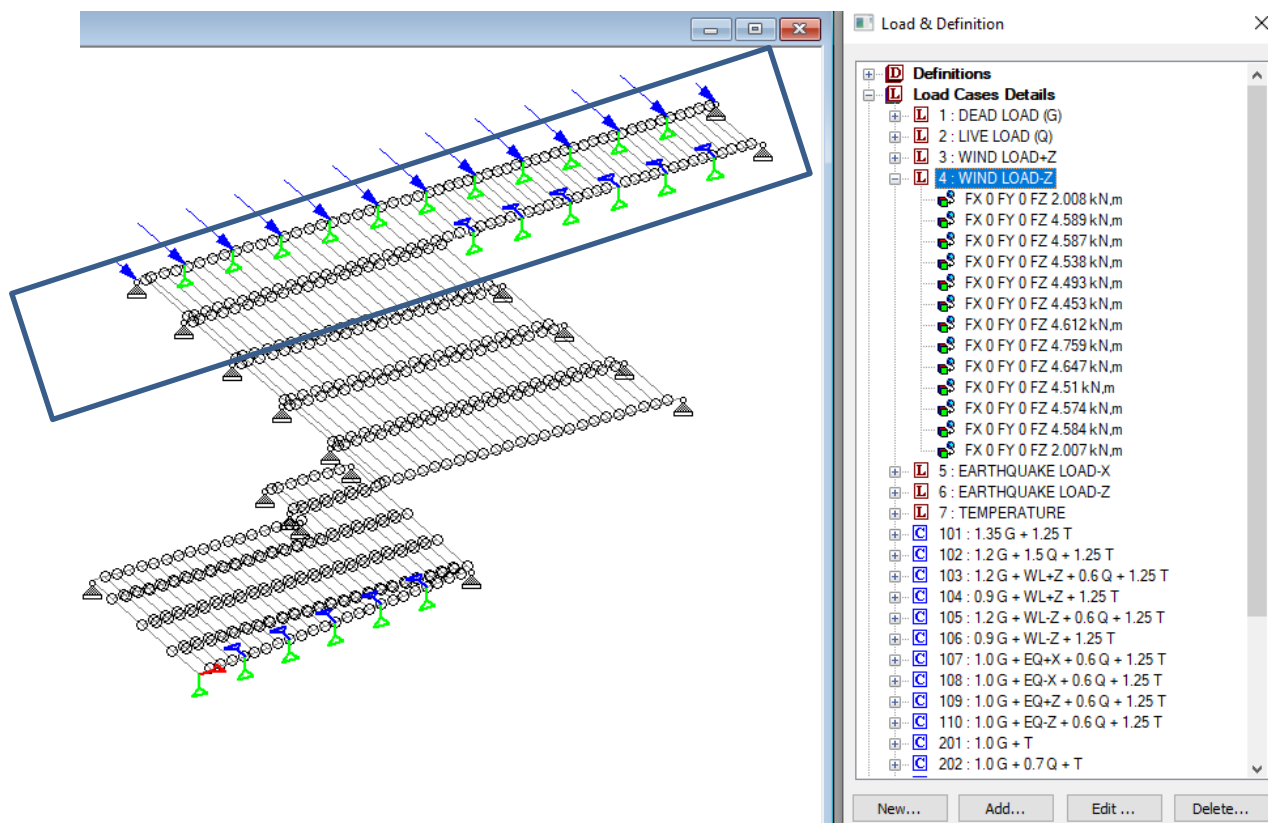 Load & Definition
Definitions
Load Cases Details
1 : DEAD LOAD (G)
2 : LIVE LOAD (Q)
3 : WIND LOAD+Z
4 : WIND LOAD-Z
FX 0 FY 0 FZ 2.008 kN,m
FX 0 FY 0 FZ 4.589 kN,m
FX 0 FY 0 FZ 4.587 kN,m
FX 0 FY 0 FZ 4.538 kN,m
FX 0 FY 0 FZ 4.493 kN,m
FX 0 FY 0 FZ 4.453 kN,m
FX 0 FY 0 FZ 4.612 kN,m
FX 0 FY 0 FZ 4.759 kN,m
FX 0 FY 0 FZ 4.647 kN,m
FX 0 FY 0 FZ 4.51 kN,m
FX 0 FY 0 FZ 4.574 kN,m
FX 0 FY 0 FZ 4.584 kN,m
FX 0 FY 0 FZ 2.007 kN,m
5 : EARTHQUAKE LOAD-X
6 : EARTHQUAKE LOAD-Z
7 : TEMPERATURE
101 : 1.35 G + 1.25 T
102 : 1.2 G + 1.5 Q + 1.25 T
103 : 1.2 G + WL+Z + 0.6 Q + 1.25 T
104 : 0.9 G + WL+Z + 1.25 T
105 : 1.2 G + WL-Z + 0.6 Q + 1.25 T
106 : 0.9 G + WL-Z + 1.25 T
107 : 1.0 G + EQ+X + 0.6 Q + 1.25 T
108 : 1.0 G + EQ-X + 0.6 Q + 1.25 T
109 : 1.0 G + EQ+Z + 0.6 Q + 1.25 T
110 : 1.0 G + EQ-Z + 0.6 Q + 1.25 T
201 : 1.0 G + T
202 : 1.0 G + 0.7 Q + T
New... Add... Edit ... Delete...